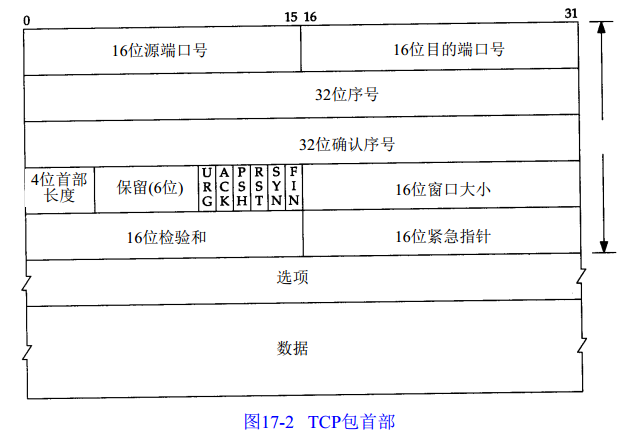 0 15 16 31
16位源端口号 16位目的端口号
32位序号
32位确认序号
4位首部
长度 保留(6位) URG ACK PSH RST SYN FIN 16位窗口大小
16位检验和 16位紧急指针
选项
数据
图17-2 TCP包首部